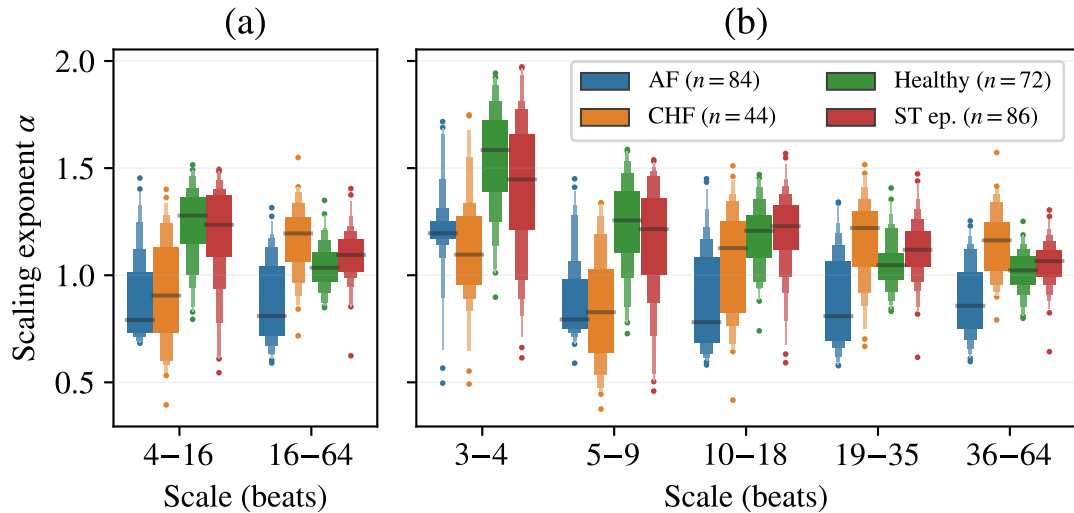 (a)
(b)
2.0
1.5
1.0
0.5
Scaling exponent α
AF (n = 84)
CHF (n = 44)
Healthy (n = 72)
ST ep. (n = 86)
4−16
16−64
3−4
5−9
10−18
19−35
36−64
Scale (beats)
Scale (beats)